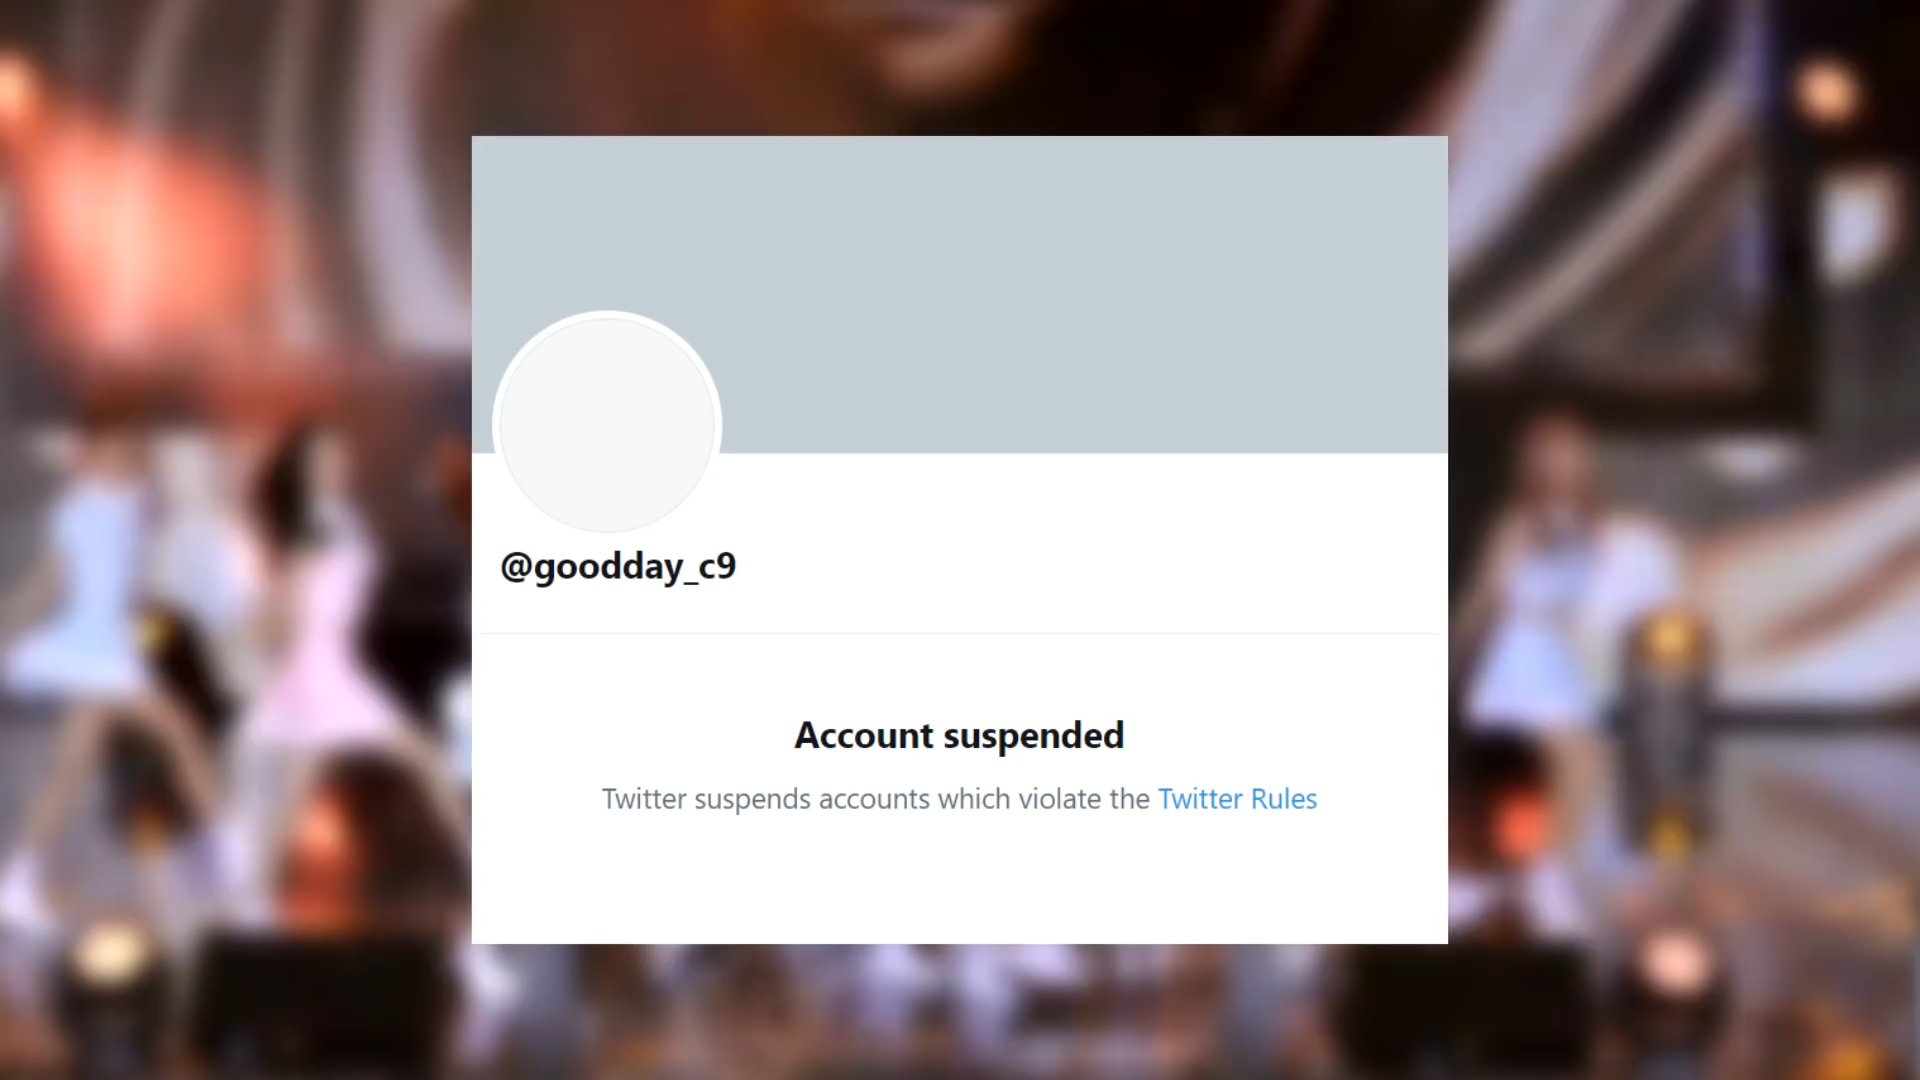 @goodday_c9
Account suspended
Twitter suspends accounts which violate the Twitter Rules